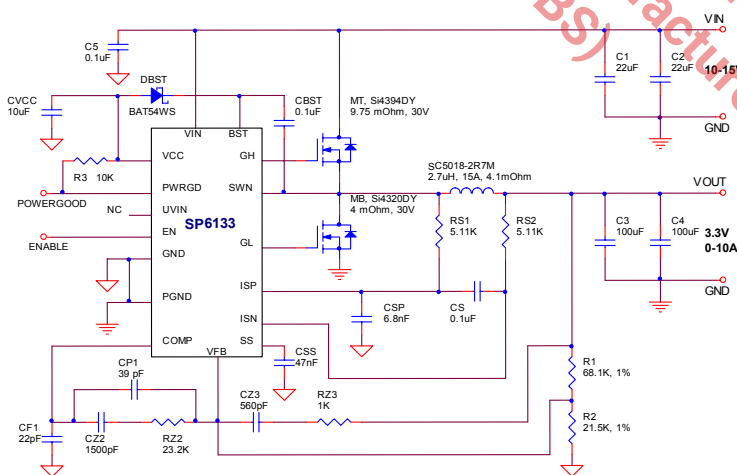 VIN
C5
0.1uF
C1
22uF
C2
22uF
10-15V
DBST
CVCC
10uF
BAT54WS
CBST
0.1uF
MT, Si4394DY
9.75 mOhm, 30V
GND
VIN
BST
R3 10K
VCC
GH
SC5018-2R7M
2.7uH, 15A, 4.1mOhm
POWERGOOD
PWRGD
SWN
VOUT
NC
UVIN
SP6133
MB, Si4320DY
4 mOhm, 30V
RS1
5.11K
RS2
5.11K
C3
100uF
C4
100uF
3.3V
0-10A
ENABLE
EN
GL
GND
GND
PGND
ISP
CSP
6.8nF
CS
0.1uF
ISN
COMP
VFB
SS
CSS
47nF
CP1
39 pF
R1
68.1K, 1%
CZ3
560pF
RZ3
1K
CF1
22pF
CZ2
1500pF
RZ2
23.2K
R2
21.5K, 1%